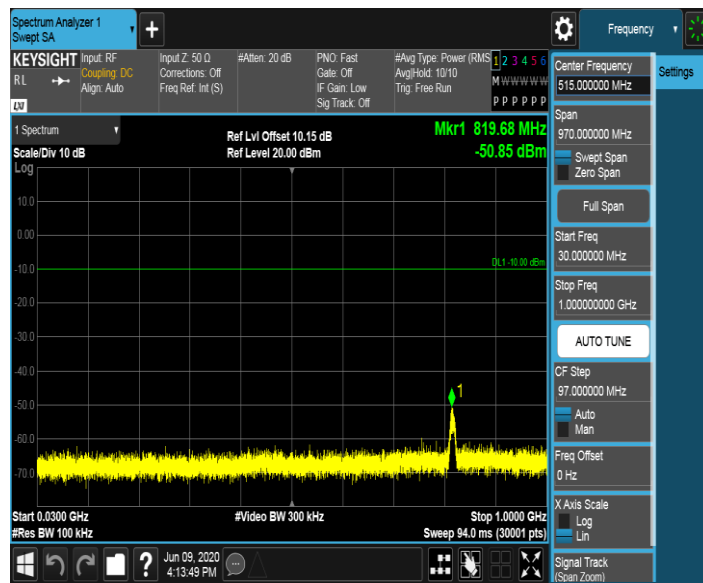 Spectrum Analyzer 1
Swept SA
+
Frequency
KEYSIGHT
Input: RF
Input Z: 50 Ω
#Atten: 20 dB
PNO: Fast
#Avg Type: Power (RMS
1 2 3 4 5 6
RL
Coupling: DC
Corrections: Off
Gate: Off
Avg|Hold: 10/10
M W W W W W
Align: Auto
Freq Ref: Int (S)
IF Gain: Low
Trig: Free Run
Sig Track: Off
P P P P P P
LXI
1 Spectrum
Ref Lvl Offset 10.15 dB
Mkr1 819.68 MHz
Scale/Div 10 dB
Ref Level 20.00 dBm
-50.85 dBm
Log
10.0
0.00
DL1 -10.00 dBm
-10.0
-20.0
-30.0
-40.0
1
-50.0
-60.0
-70.0
Start 0.0300 GHz
#Video BW 300 kHz
Stop 1.0000 GHz
#Res BW 100 kHz
Sweep 94.0 ms (30001 pts)
?
Jun 09, 2020
4:13:49 PM
Center Frequency
515.000000 MHz
Settings
Span
970.000000 MHz
Swept Span
Zero Span
Full Span
Start Freq
30.000000 MHz
Stop Freq
1.000000000 GHz
AUTO TUNE
CF Step
97.000000 MHz
Auto
Man
Freq Offset
0 Hz
X Axis Scale
Log
Lin
Signal Track
(Span Zoom)